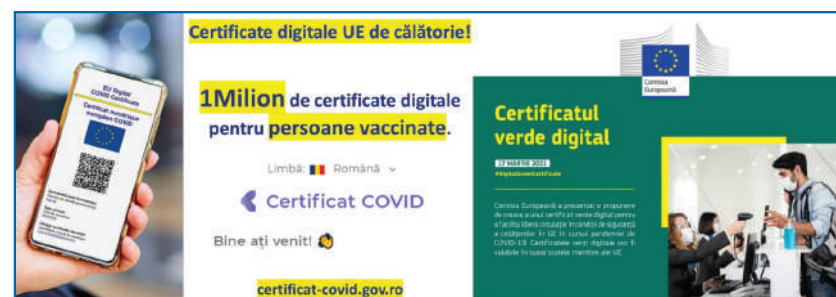 EU Digital
COVID Certificate
Certificat numérique
européen COVID
Certificate digitale UE de călătorie!
1Milion de certificate digitale
pentru persoane vaccinate.
Limbă: Română
Certificat COVID
Bine ați venit!
certificat-covid.gov.ro
Comisia
Europeană
Certificatul
verde digital
17 MARTIE 2021
#DigitalGreenCertificate
Comisia Europeană a prezentat o propunere
de creare a unui certificat verde digital pentru
a facilita libera circulație în condiții de siguranță
a cetățenilor în UE în cursul pandemiei de
COVID-19. Certificatele verzi digitale vor fi
valabile în toate statele membre ale UE